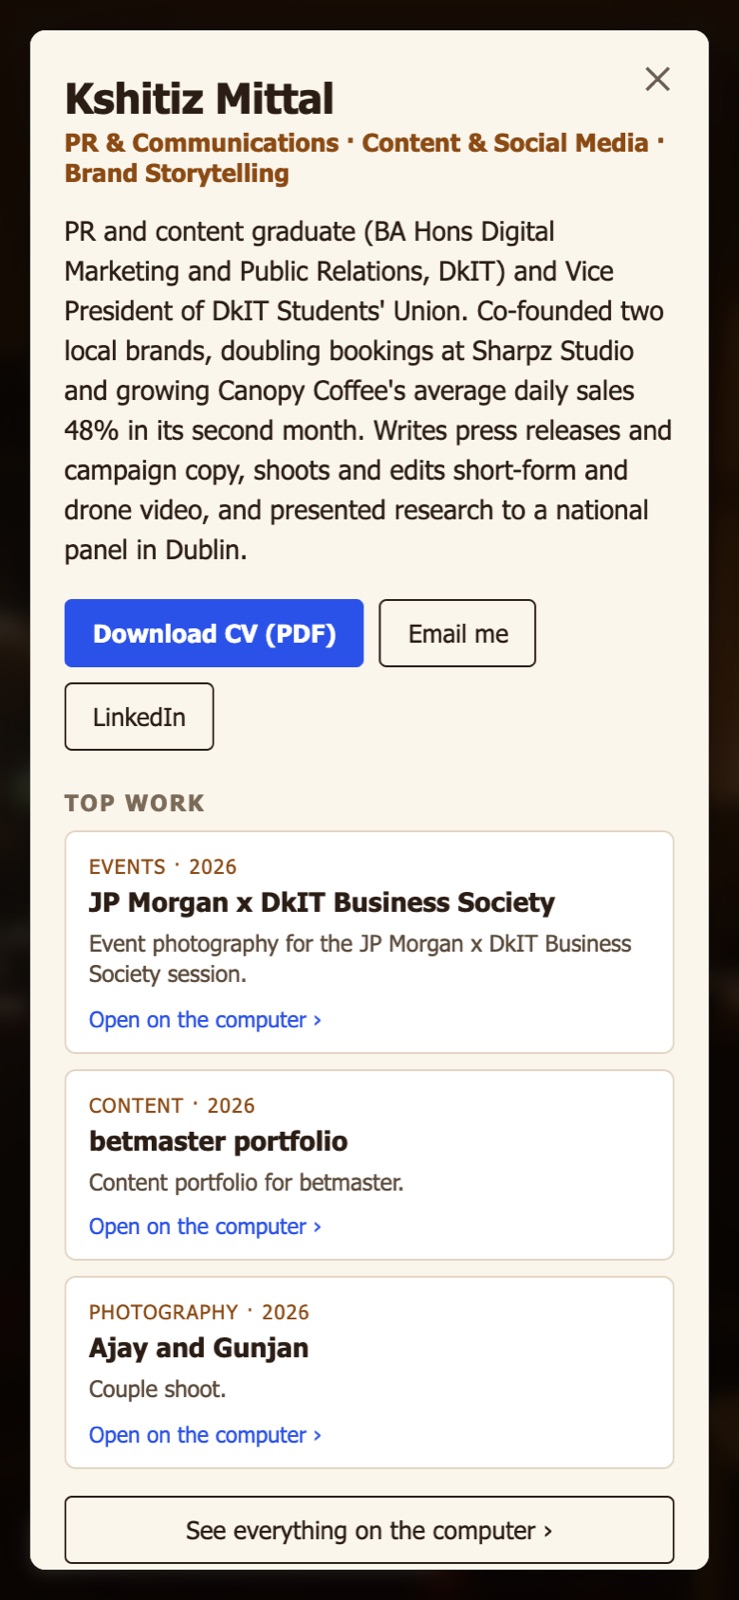 Kshitiz Mittal
PR & Communications · Content & Social Media ·
Brand Storytelling
PR and content graduate (BA Hons Digital
Marketing and Public Relations, DkIT) and Vice
President of DkIT Students' Union. Co-founded two
local brands, doubling bookings at Sharpz Studio
and growing Canopy Coffee's average daily sales
48% in its second month. Writes press releases and
campaign copy, shoots and edits short-form and
drone video, and presented research to a national
panel in Dublin.
Download CV (PDF)
Email me
LinkedIn
TOP WORK
EVENTS · 2026
JP Morgan x DkIT Business Society
Event photography for the JP Morgan x DkIT Business
Society session.
Open on the computer ›
CONTENT · 2026
betmaster portfolio
Content portfolio for betmaster.
Open on the computer ›
PHOTOGRAPHY · 2026
Ajay and Gunjan
Couple shoot.
Open on the computer ›
See everything on the computer ›